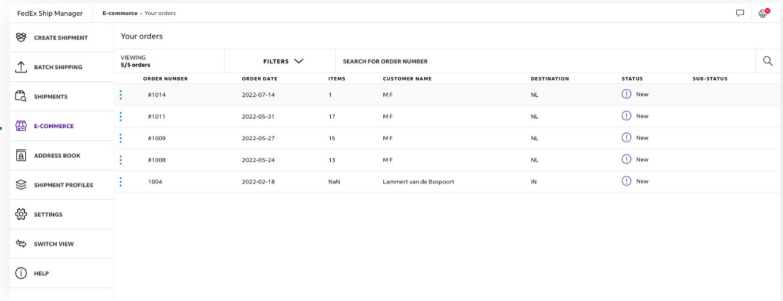 FedEx Ship Manager
E-commerce › Your orders
CREATE SHIPMENT
BATCH SHIPPING
SHIPMENTS
E-COMMERCE
ADDRESS BOOK
SHIPMENT PROFILES
SETTINGS
SWITCH VIEW
HELP
Your orders
VIEWING
5/5 orders
FILTERS
SEARCH FOR ORDER NUMBER
ORDER NUMBER ORDER DATE ITEMS CUSTOMER NAME DESTINATION STATUS SUB-STATUS
#1014 2022-07-14 1 M F NL New
#1011 2022-05-31 17 M F NL New
#1009 2022-05-27 15 M F NL New
#1008 2022-05-24 13 M F NL New
1004 2022-02-18 NaN Lammert van de Bospoort IN New